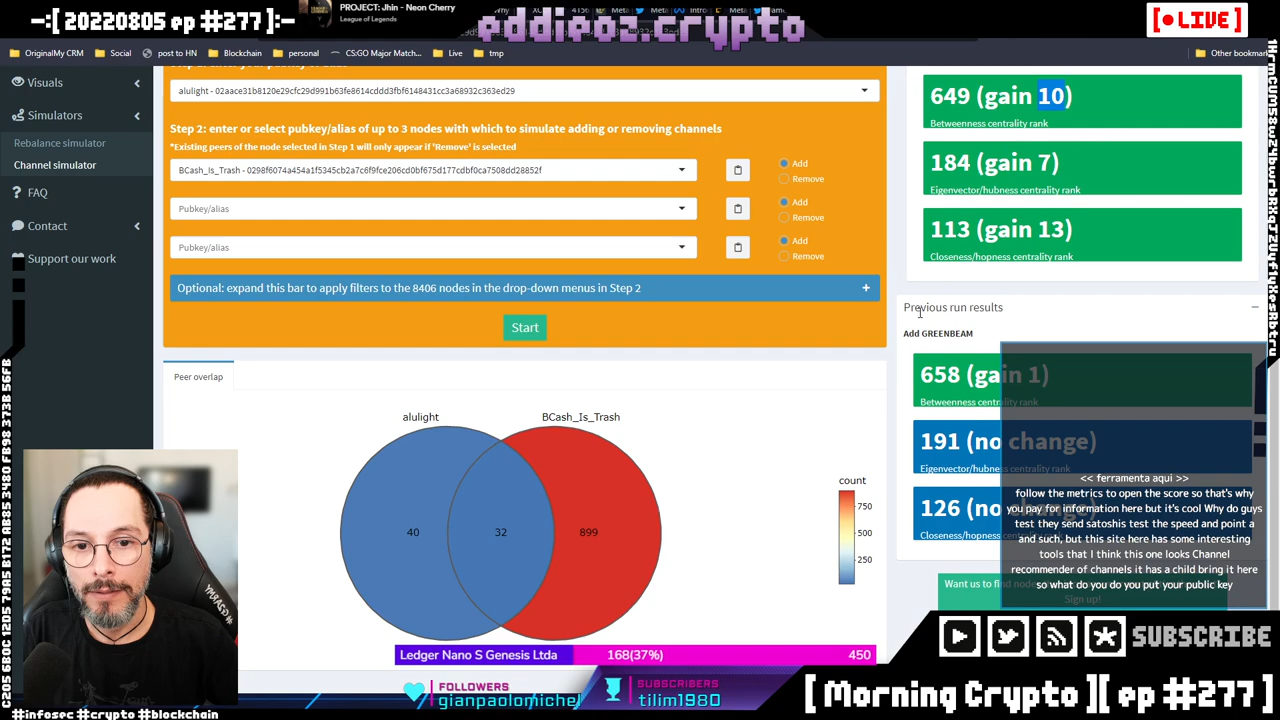 -:[ 20220805 ep #277]:-
PROJECT: Jhin - Neon Cherry
League of Legends
eddieoz.crypto
[●LIVE]
OriginalMy CRM
Social
post to HN
Blockchain
personal
CS:GO Major Match...
Live
tmp
Other bookmar
Visuals
Simulators
Rebalance simulator
Channel simulator
FAQ
Contact
Support our work
alulight - 02aace31b8120e29cfc29d991b63fe8614cddd3fbf6148431cc3a68932c363ed29
Step 2: enter or select pubkey/alias of up to 3 nodes with which to simulate adding or removing channels
*Existing peers of the node selected in Step 1 will only appear if 'Remove' is selected
BCash_Is_Trash - 0298f6074a454a1f5345cb2a7c6f9fce206cd0bf675d177cdbf0ca7508dd28852f
Add
Remove
Pubkey/alias
Add
Remove
Pubkey/alias
Add
Remove
Optional: expand this bar to apply filters to the 8406 nodes in the drop-down menus in Step 2
Start
649 (gain 10)
Betweenness centrality rank
184 (gain 7)
Eigenvector/hubness centrality rank
113 (gain 13)
Closeness/hopness centrality rank
Previous run results
Add GREENBEAM
658 (gain 1)
Betweenness centrality rank
191 (no change)
Eigenvector/hubness centrality rank
126 (no change)
Closeness/hopness centrality rank
Want us to find node
Sign up!
<< ferramenta aqui >>
follow the metrics to open the score so that's why
you pay for information here but it's cool Why do guys
test they send satoshis test the speed and point a
and such, but this site here has some interesting
tools that I think this one looks Channel
recommender of channels it has a child bring it here
so what do you do you put your public key
Peer overlap
alulight
BCash_Is_Trash
40
32
899
count
750
500
250
Ledger Nano S Genesis Ltda
168(37%)
450
FOLLOWERS
gianpaolomichel
SUBSCRIBERS
tilim1980
SUBSCRIBE
[ Morning Crypto ][ ep #277 ]
#infosec #crypto #blockchain